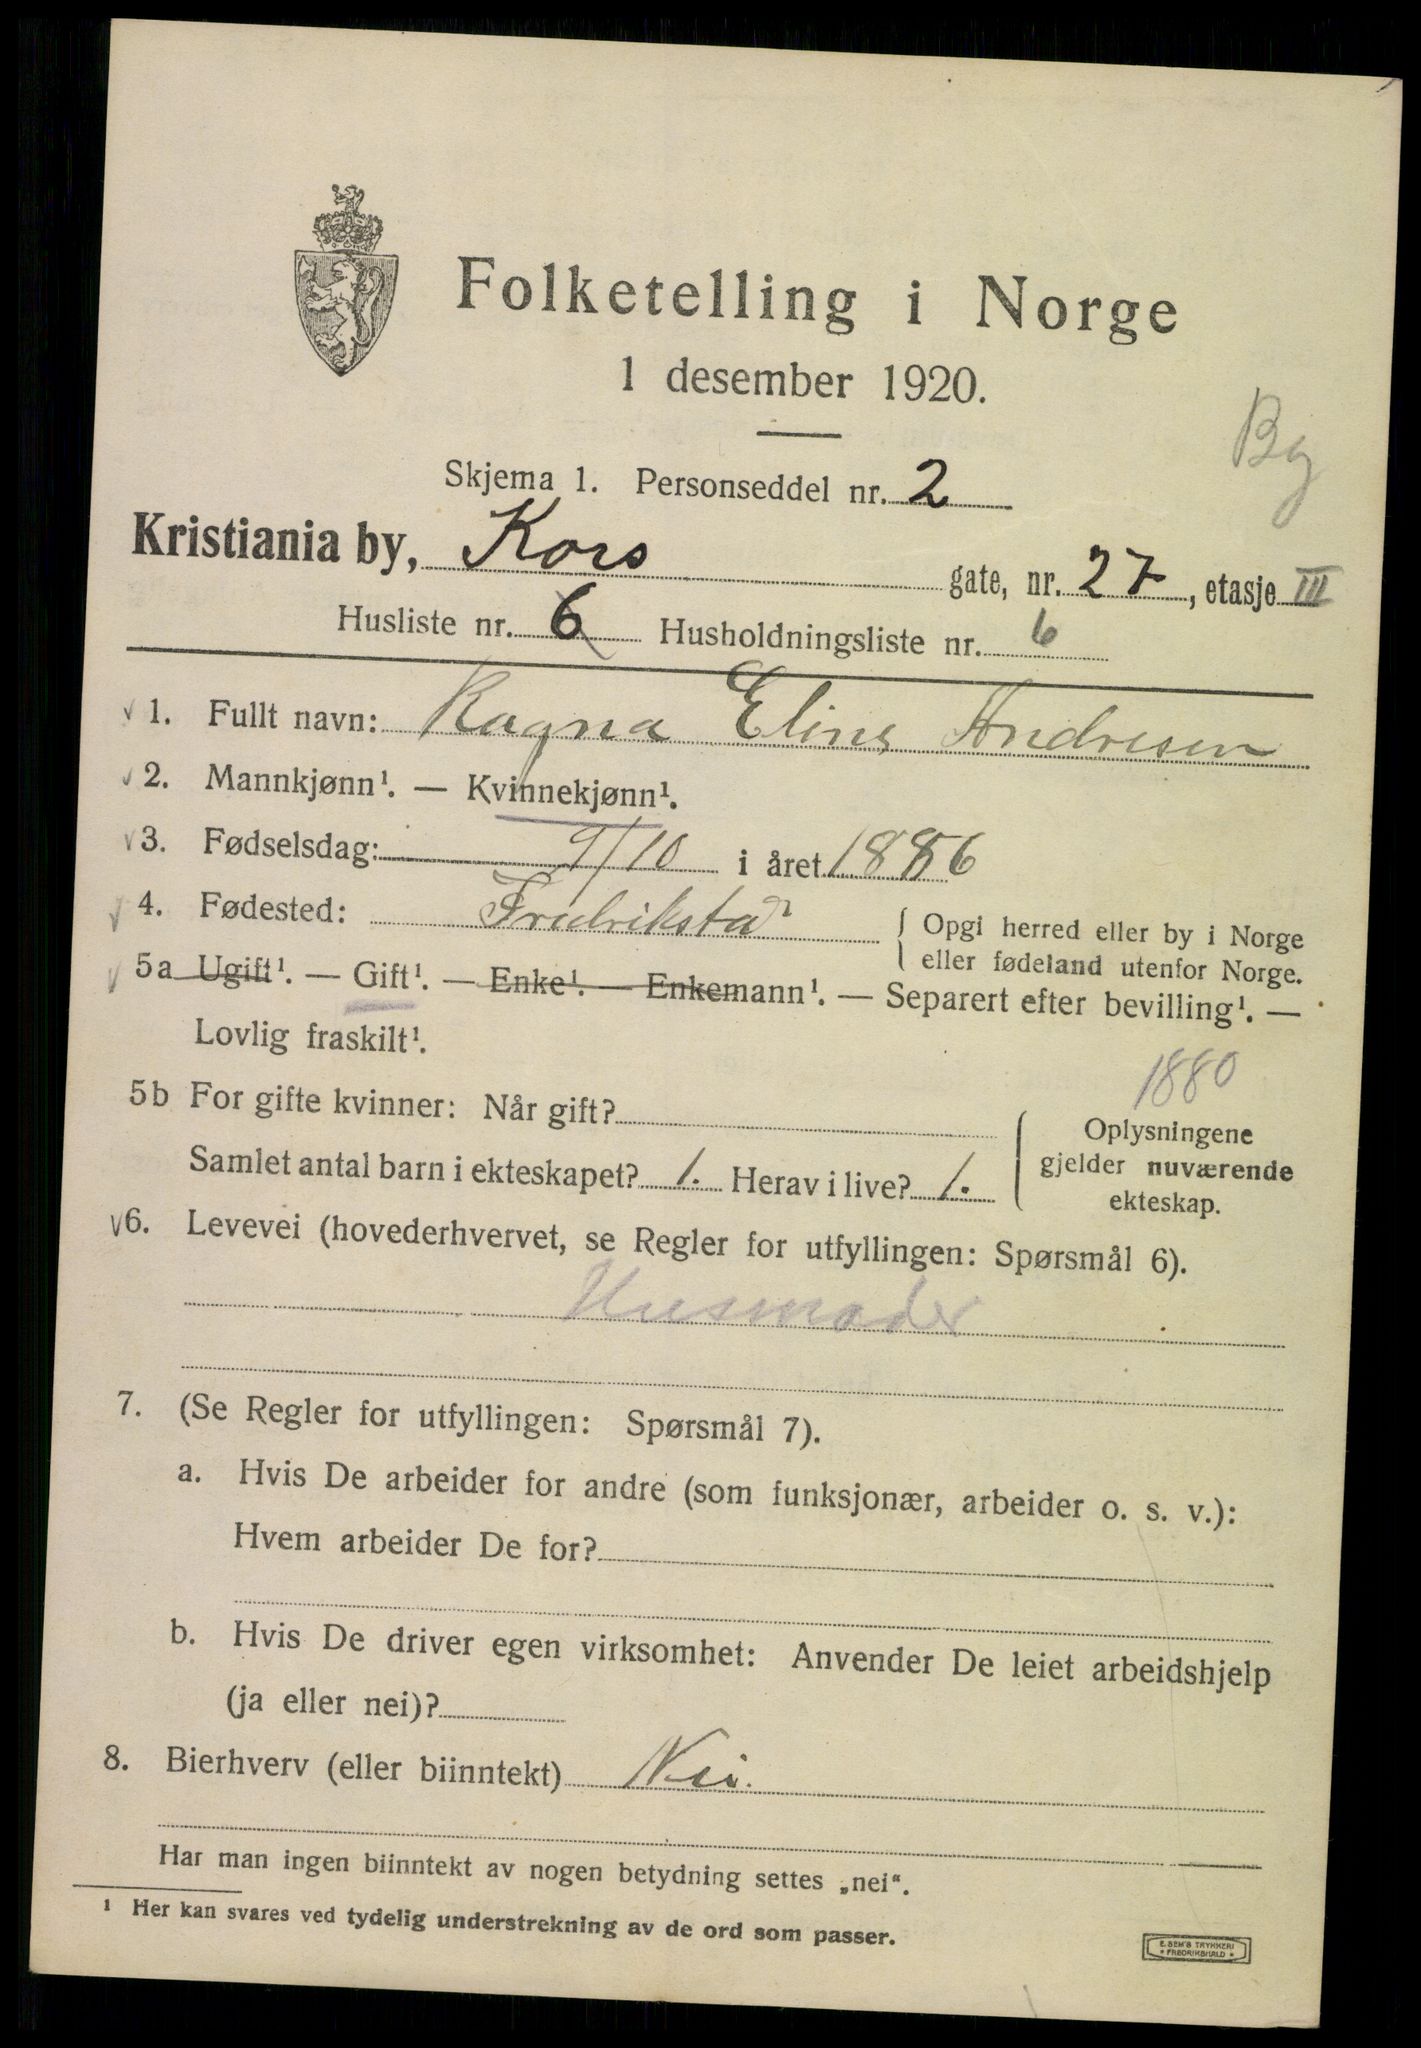 Folketelling i Norge
1 desember 1920.
Bg
Skjema 1. Personseddel nr. 2
Kristiania by, Kors gate, nr. 27, etasje III
Husliste nr. 6 Husholdningsliste nr. 6
1. Fullt navn: Ragna Elins Andresen
2. Mannkjønn¹. — Kvinnekjønn¹.
3. Fødselsdag: 9/10 i året 1886
4. Fødested: Fredrikstad { Opgi herred eller by i Norge
eller fødeland utenfor Norge.
5a Ugift¹. — Gift¹. — Enke¹. — Enkemann¹. — Separert efter bevilling¹. —
Lovlig fraskilt¹.
1880
5b For gifte kvinner: Når gift?
Samlet antal barn i ekteskapet? 1. Herav i live? 1.
{ Oplysningene
gjelder nuværende
ekteskap.
6. Levevei (hovederhvervet, se Regler for utfyllingen: Spørsmål 6).
Husmoder
7. (Se Regler for utfyllingen: Spørsmål 7).
a. Hvis De arbeider for andre (som funksjonær, arbeider o. s. v.):
Hvem arbeider De for?
b. Hvis De driver egen virksomhet: Anvender De leiet arbeidshjelp
(ja eller nei)?
8. Bierhverv (eller biinntekt) Nei.
Har man ingen biinntekt av nogen betydning settes „nei“.
¹ Her kan svares ved tydelig understrekning av de ord som passer.
E. SEM'S TRYKKERI
* FREDRIKSHALD *